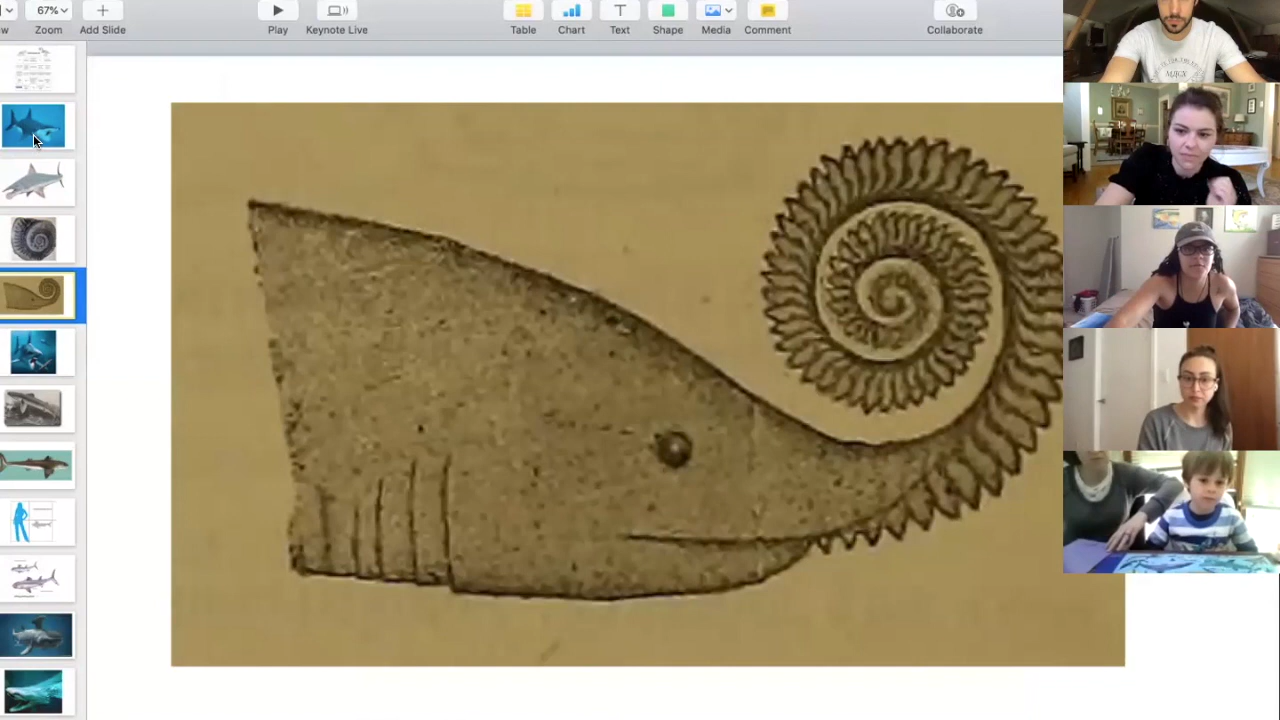 w
67%
Zoom
Add Slide
Play
Keynote Live
Table
Chart
Text
Shape
Media
Comment
Collaborate